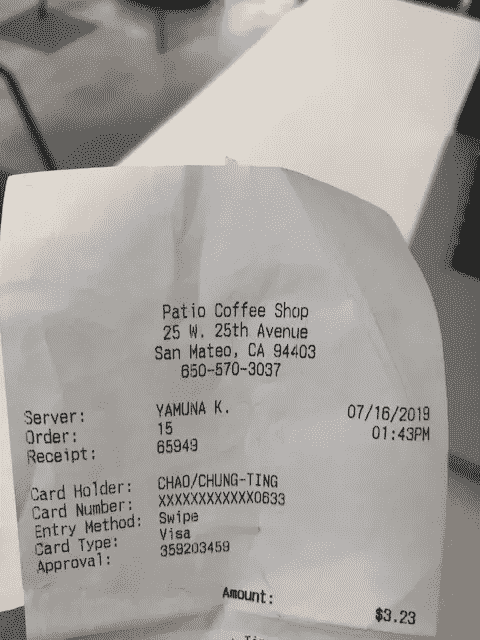 Patio Coffee Shop
25 W. 25th Avenue
San Mateo, CA 94403
650-570-3037
Server: YAMUNA K. 07/16/2019
Order: 15 01:43PM
Receipt: 65949
Card Holder: CHAO/CHUNG-TING
Card Number: XXXXXXXXXXXX0633
Entry Method: Swipe
Card Type: Visa
Approval: 359203459
Amount: $3.23